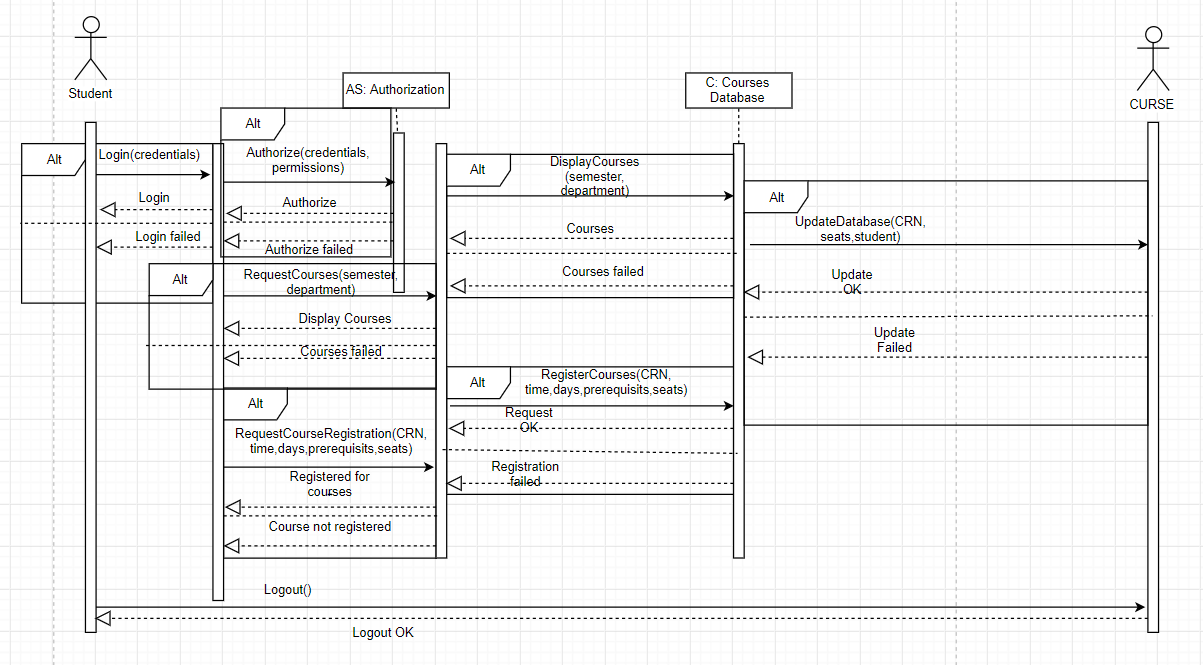 Student
AS: Authorization
C: Courses
Database
CURSE
Alt
Alt
Login(credentials)
Authorize(credentials,
permissions)
Login
Authorize
Login failed
Authorize failed
Alt
DisplayCourses
(semester,
department)
Courses
Courses failed
Alt
UpdateDatabase(CRN,
seats,student)
Update
OK
Update
Failed
Alt
RequestCourses(semester,
department)
Display Courses
Courses failed
Alt
RegisterCourses(CRN,
time,days,prerequisits,seats)
Request
OK
Registration
failed
Alt
RequestCourseRegistration(CRN,
time,days,prerequisits,seats)
Registered for
courses
Course not registered
Logout()
Logout OK